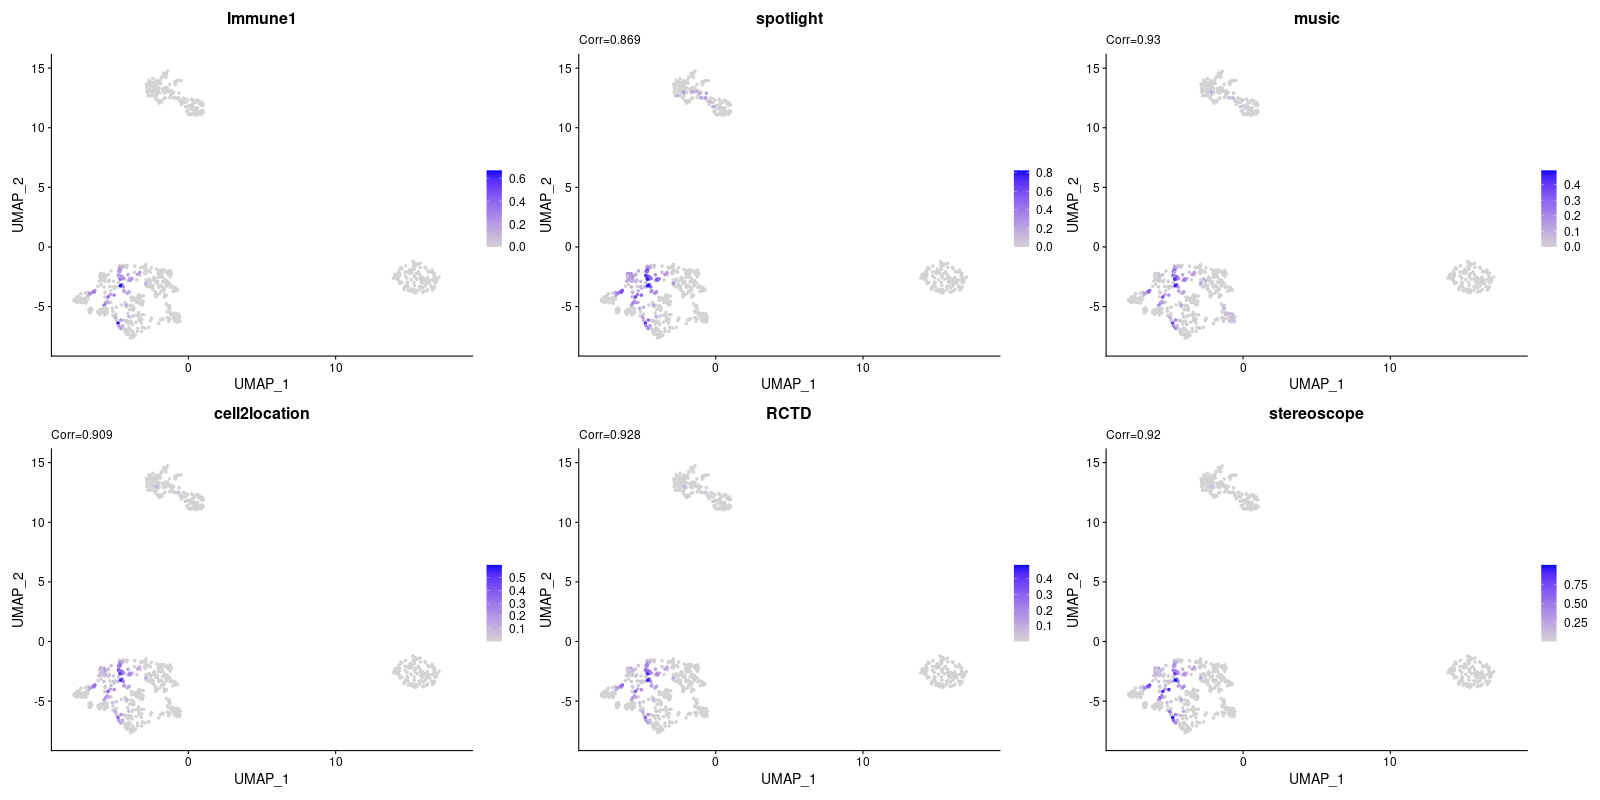 Immune1
15
10
5
0
-5
0 10
UMAP_1
UMAP_2
0.6
0.4
0.2
0.0
spotlight
Corr=0.869
15
10
5
0
-5
0 10
UMAP_1
UMAP_2
0.8
0.6
0.4
0.2
0.0
music
Corr=0.93
15
10
5
0
-5
0 10
UMAP_1
UMAP_2
0.4
0.3
0.2
0.1
0.0
cell2location
Corr=0.909
15
10
5
0
-5
0 10
UMAP_1
UMAP_2
0.5
0.4
0.3
0.2
0.1
RCTD
Corr=0.928
15
10
5
0
-5
0 10
UMAP_1
UMAP_2
0.4
0.3
0.2
0.1
stereoscope
Corr=0.92
15
10
5
0
-5
0 10
UMAP_1
UMAP_2
0.75
0.50
0.25